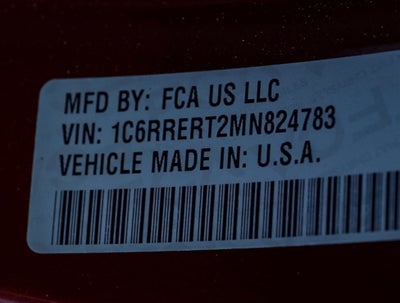 MFD BY: FCA US LLC
VIN: 1C6RRERT2MN824783
VEHICLE MADE IN: U.S.A.